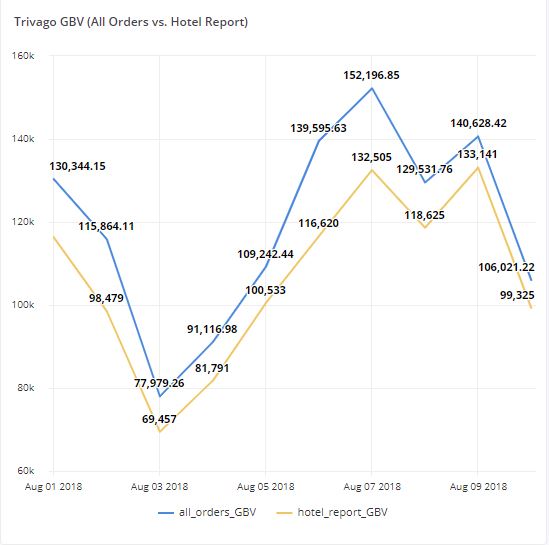 Trivago GBV (All Orders vs. Hotel Report)
160k
152,196.85
139,595.63
140,628.42
140k
132,505
133,141
130,344.15
129,531.76
115,864.11
116,620
118,625
120k
109,242.44
106,021.22
98,479
100,533
99,325
100k
91,116.98
81,791
77,979.26
80k
69,457
60k
Aug 01 2018 Aug 03 2018 Aug 05 2018 Aug 07 2018 Aug 09 2018
all_orders_GBV hotel_report_GBV